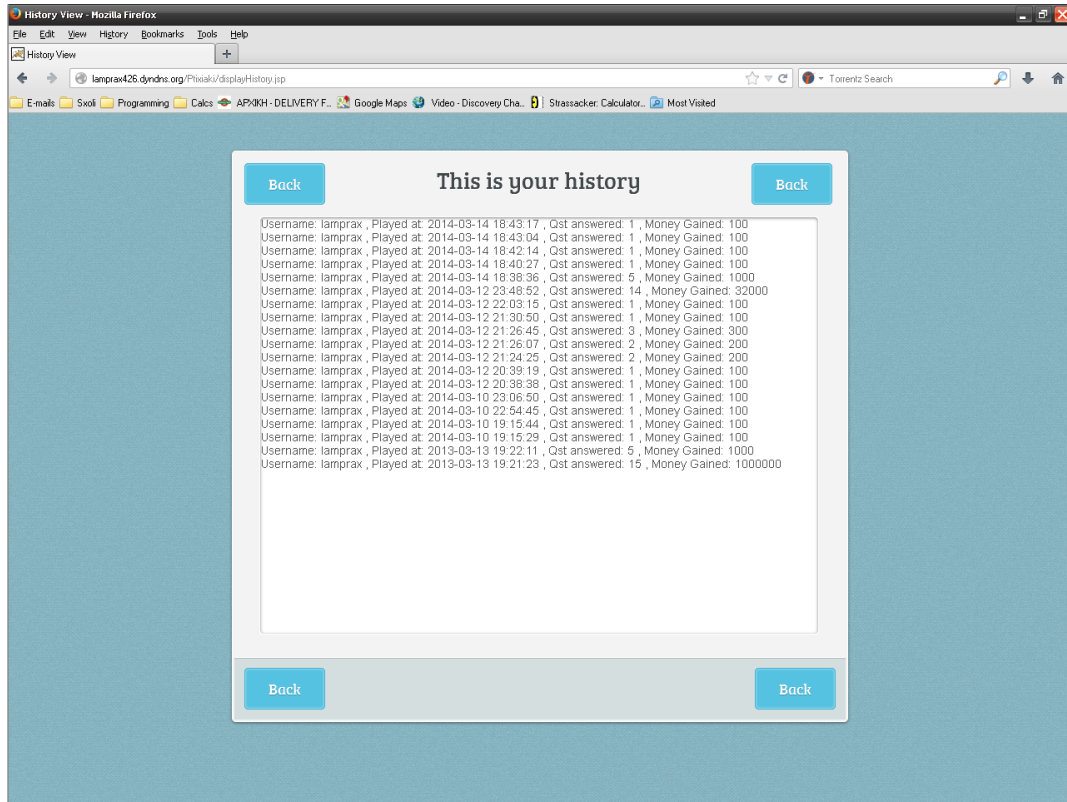 History View - Mozilla Firefox
File Edit View History Bookmarks Tools Help
History View
lamprax426.dyndns.org/Ptixiaki/displayHistory.jsp
Torrentz Search
E-mails Sxoli Programming Calcs ΑΡΧΙΚΗ - DELIVERY F... Google Maps Video - Discovery Cha... Strassacker: Calculator... Most Visited
Back This is your history Back
Username: lamprax , Played at: 2014-03-14 18:43:17 , Qst answered: 1 , Money Gained: 100
Username: lamprax , Played at: 2014-03-14 18:43:04 , Qst answered: 1 , Money Gained: 100
Username: lamprax , Played at: 2014-03-14 18:42:14 , Qst answered: 1 , Money Gained: 100
Username: lamprax , Played at: 2014-03-14 18:40:27 , Qst answered: 1 , Money Gained: 100
Username: lamprax , Played at: 2014-03-14 18:38:36 , Qst answered: 5 , Money Gained: 1000
Username: lamprax , Played at: 2014-03-12 23:48:52 , Qst answered: 14 , Money Gained: 32000
Username: lamprax , Played at: 2014-03-12 22:03:15 , Qst answered: 1 , Money Gained: 100
Username: lamprax , Played at: 2014-03-12 21:30:50 , Qst answered: 1 , Money Gained: 100
Username: lamprax , Played at: 2014-03-12 21:26:45 , Qst answered: 3 , Money Gained: 300
Username: lamprax , Played at: 2014-03-12 21:26:07 , Qst answered: 2 , Money Gained: 200
Username: lamprax , Played at: 2014-03-12 21:24:25 , Qst answered: 2 , Money Gained: 200
Username: lamprax , Played at: 2014-03-12 20:39:19 , Qst answered: 1 , Money Gained: 100
Username: lamprax , Played at: 2014-03-12 20:38:38 , Qst answered: 1 , Money Gained: 100
Username: lamprax , Played at: 2014-03-10 23:06:50 , Qst answered: 1 , Money Gained: 100
Username: lamprax , Played at: 2014-03-10 22:54:45 , Qst answered: 1 , Money Gained: 100
Username: lamprax , Played at: 2014-03-10 19:15:44 , Qst answered: 1 , Money Gained: 100
Username: lamprax , Played at: 2014-03-10 19:15:29 , Qst answered: 1 , Money Gained: 100
Username: lamprax , Played at: 2013-03-13 19:22:11 , Qst answered: 5 , Money Gained: 1000
Username: lamprax , Played at: 2013-03-13 19:21:23 , Qst answered: 15 , Money Gained: 1000000
Back Back